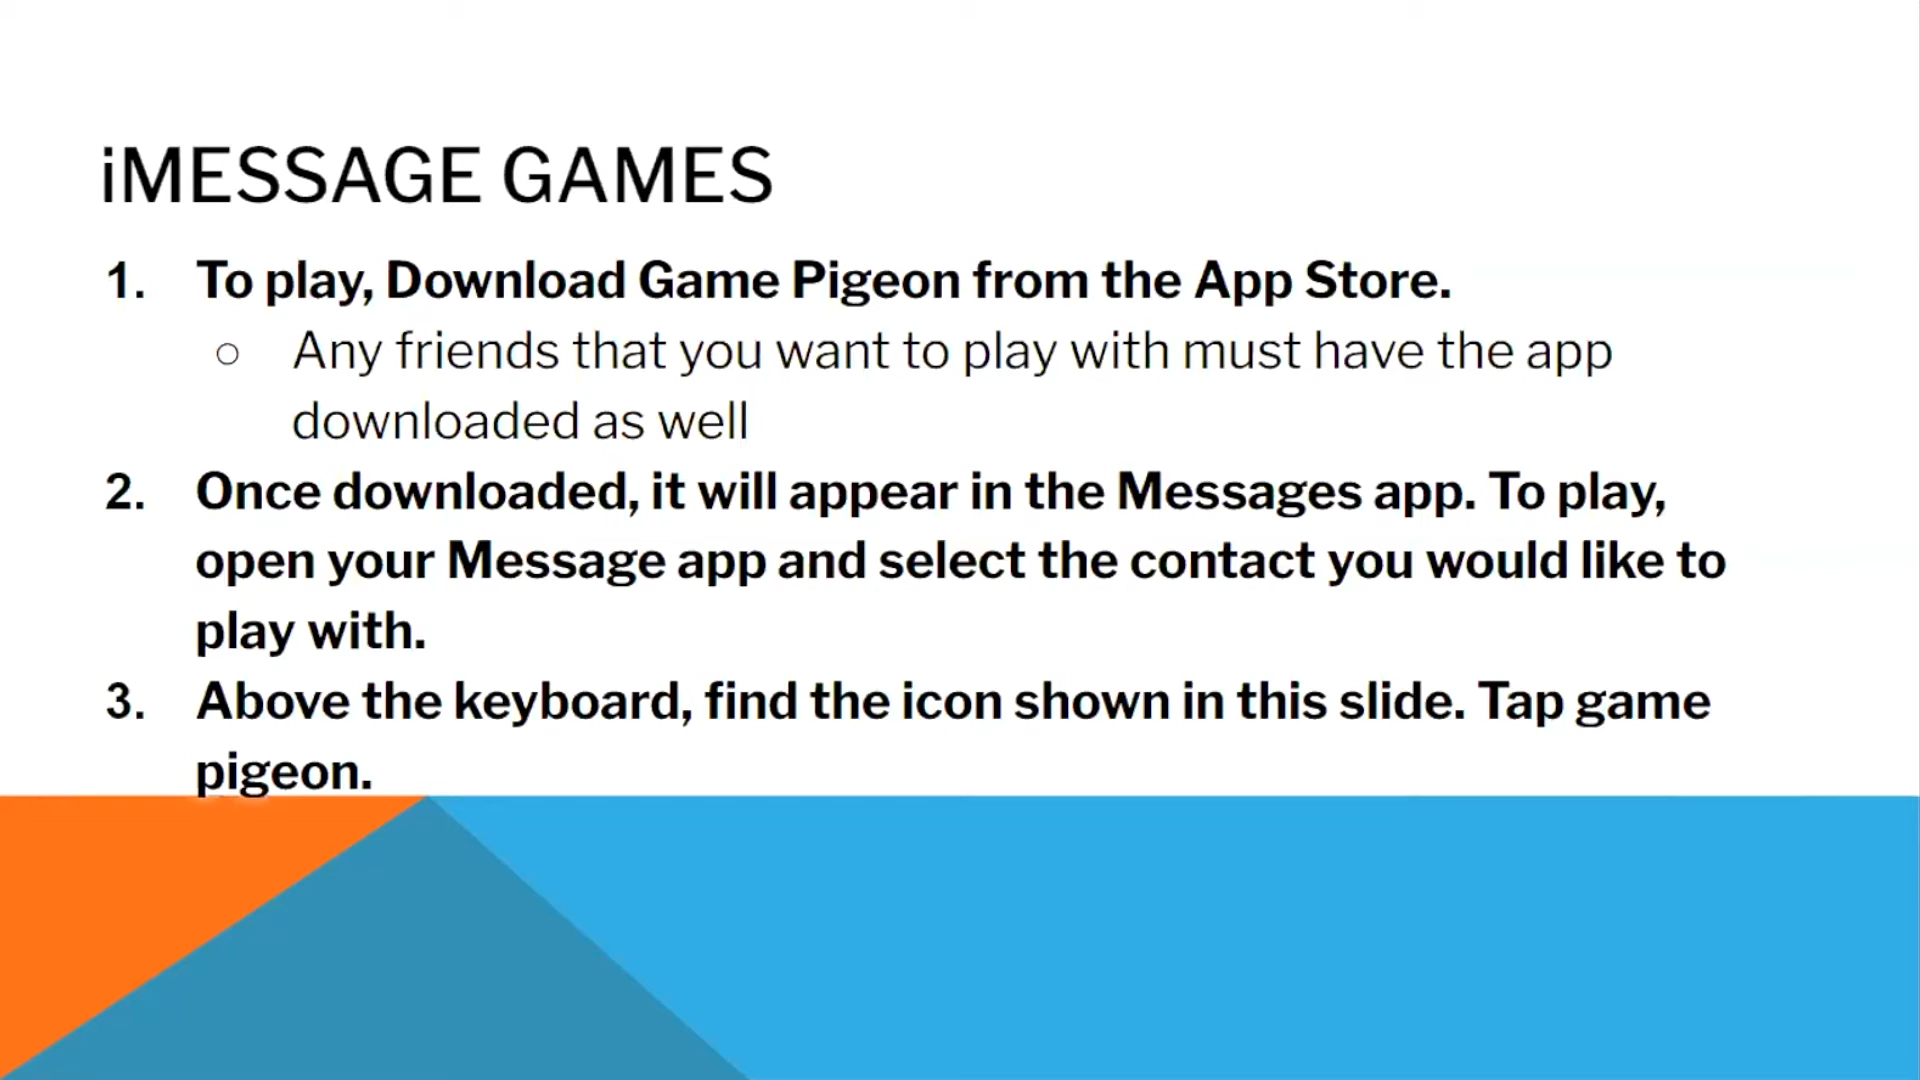 iMESSAGE GAMES
1. To play, Download Game Pigeon from the App Store.
○ Any friends that you want to play with must have the app
downloaded as well
2. Once downloaded, it will appear in the Messages app. To play,
open your Message app and select the contact you would like to
play with.
3. Above the keyboard, find the icon shown in this slide. Tap game
pigeon.